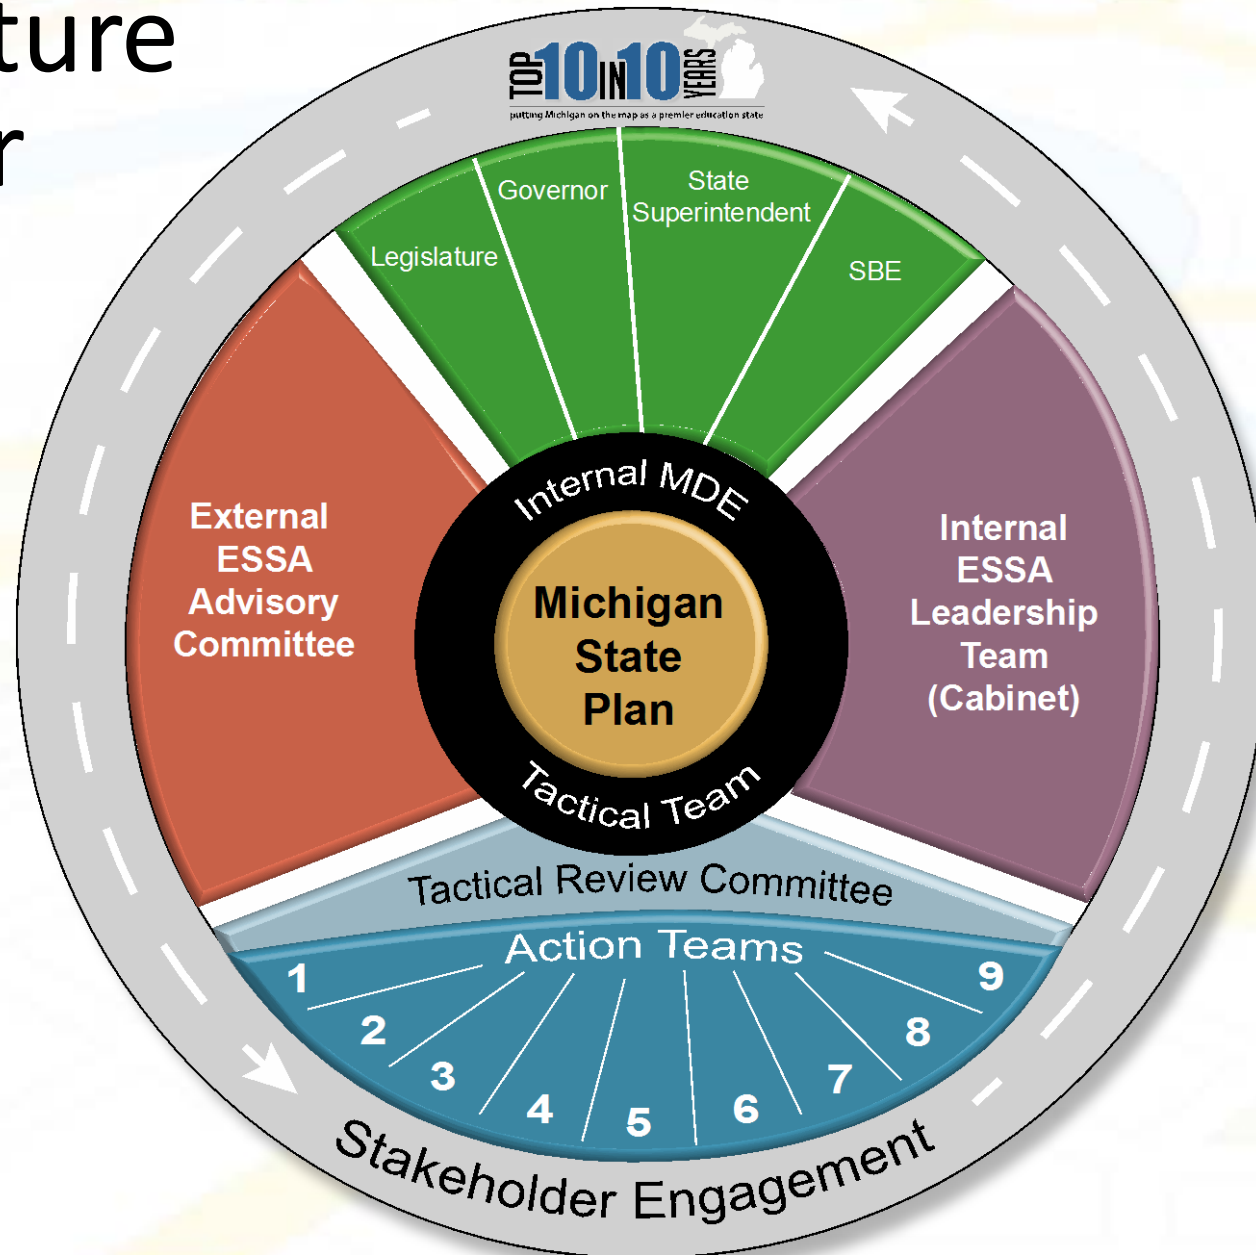 ture
r
TOP 10 IN 10 YEARS
putting Michigan on the map as a premier education state
Legislature
Governor
State
Superintendent
SBE
External
ESSA
Advisory
Committee
Internal MDE
Michigan
State
Plan
Tactical Team
Internal
ESSA
Leadership
Team
(Cabinet)
Tactical Review Committee
Action Teams
1
2
3
4
5
6
7
8
9
Stakeholder Engagement